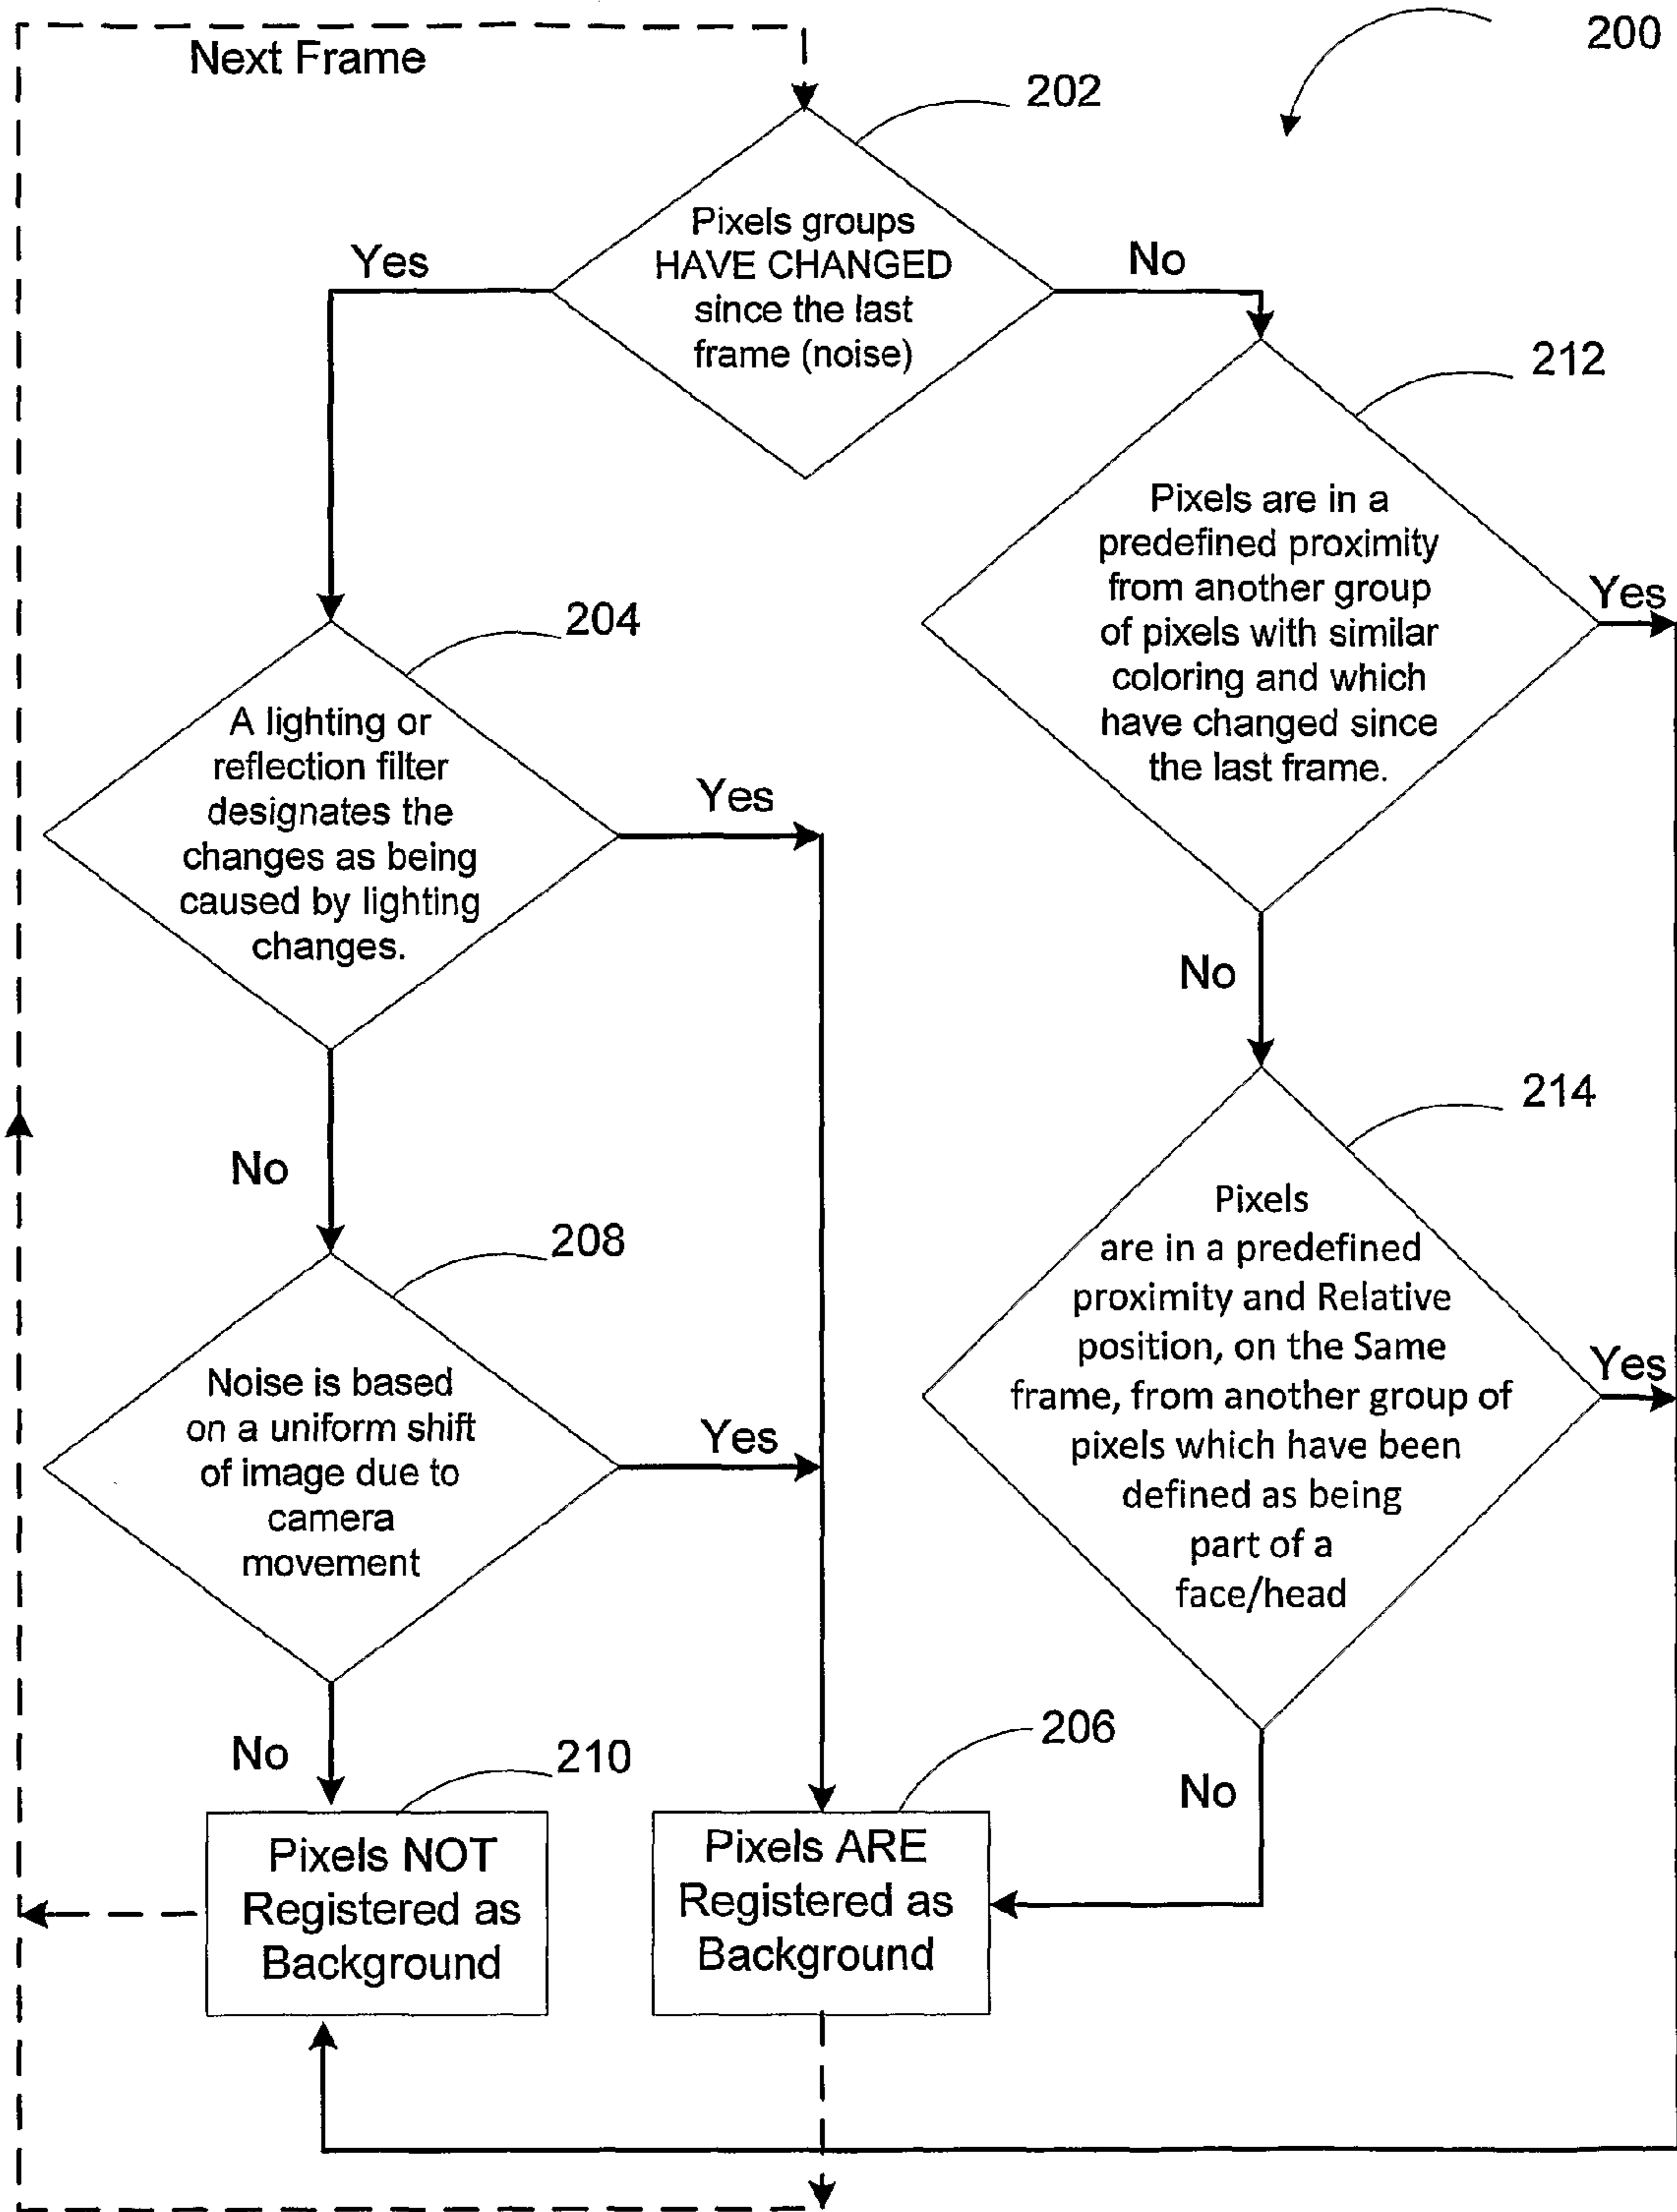 200
Next Frame
202
Pixels groups
HAVE CHANGED
since the last
frame (noise)
Yes
No
212
Pixels are in a
predefined proximity
from another group
of pixels with similar
coloring and which
have changed since
the last frame.
Yes
204
A lighting or
reflection filter
designates the
changes as being
caused by lighting
changes.
Yes
No
No
214
Pixels
are in a predefined
proximity and Relative
position, on the Same
frame, from another group of
pixels which have been
defined as being
part of a
face/head
Yes
208
Noise is based
on a uniform shift
of image due to
camera
movement
Yes
No
No
210
Pixels NOT
Registered as
Background
206
Pixels ARE
Registered as
Background